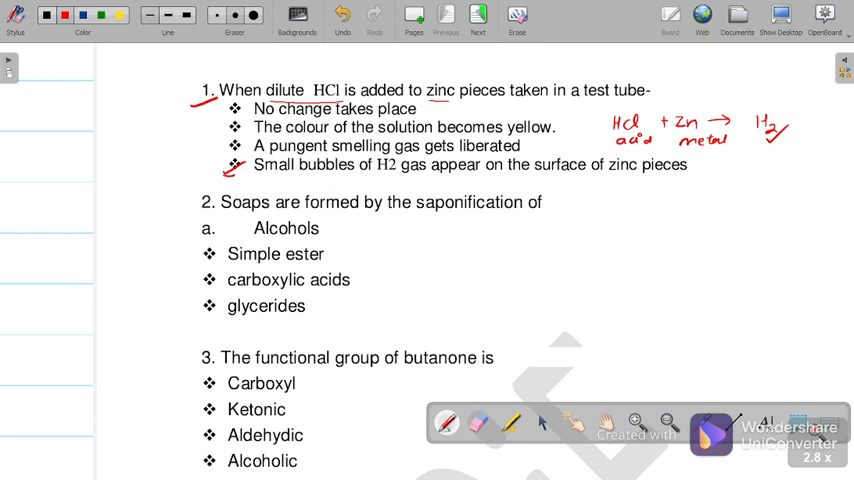 Stylus
Color
Line
Eraser
Backgrounds
Undo
Redo
Pages
Previous
Next
Erase
Board
Web
Documents
Show Desktop
OpenBoard
1. When dilute HCl is added to zinc pieces taken in a test tube-
❖ No change takes place
❖ The colour of the solution becomes yellow.
❖ A pungent smelling gas gets liberated
❖ Small bubbles of H2 gas appear on the surface of zinc pieces
HCl + Zn → H2
acid metal
2. Soaps are formed by the saponification of
a. Alcohols
❖ Simple ester
❖ carboxylic acids
❖ glycerides
3. The functional group of butanone is
❖ Carboxyl
❖ Ketonic
❖ Aldehydic
❖ Alcoholic
Created with
Wondershare
UniConverter
2.8 x